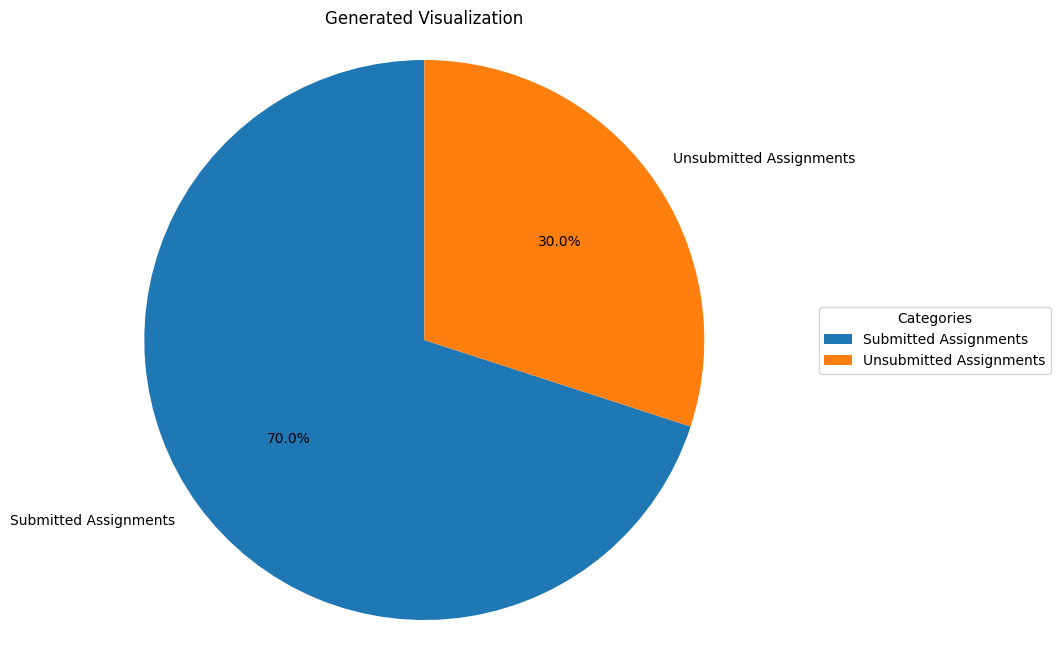 Generated Visualization
Unsubmitted Assignments
30.0%
Categories
Submitted Assignments
Unsubmitted Assignments
70.0%
Submitted Assignments